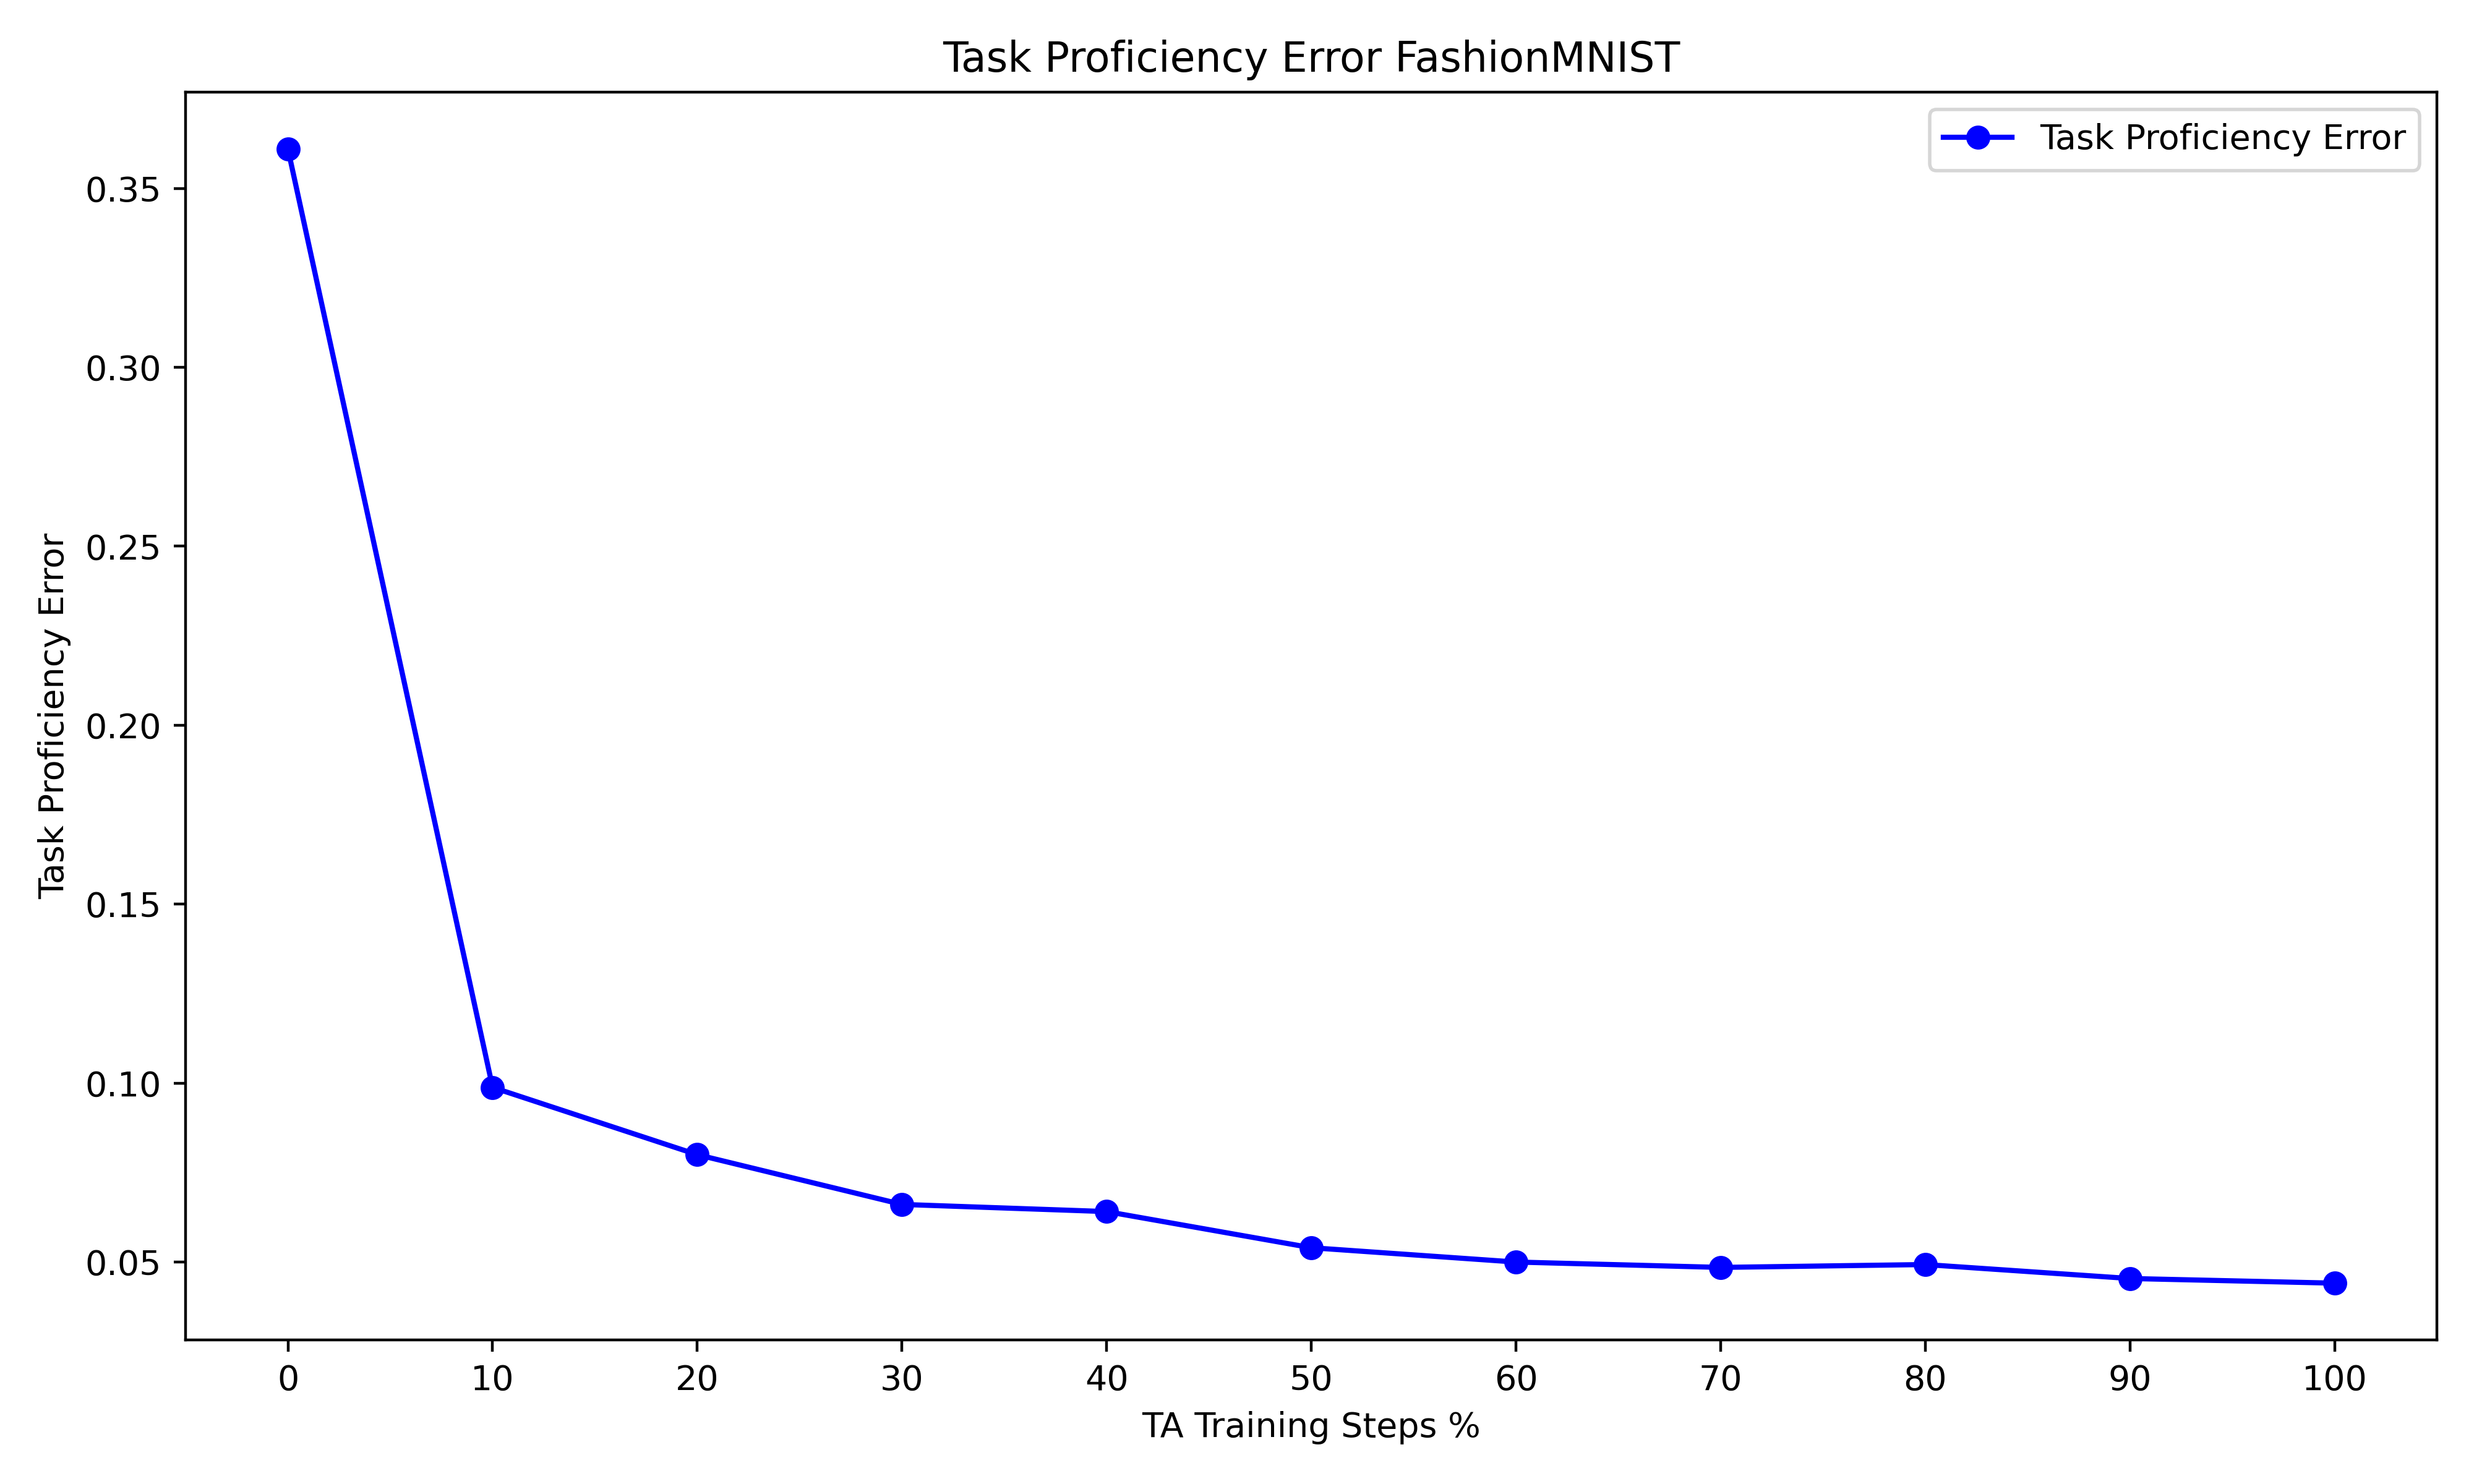 Task Proficiency Error FashionMNIST
Task Proficiency Error
Task Proficiency Error
0.35
0.30
0.25
0.20
0.15
0.10
0.05
0 10 20 30 40 50 60 70 80 90 100
TA Training Steps %